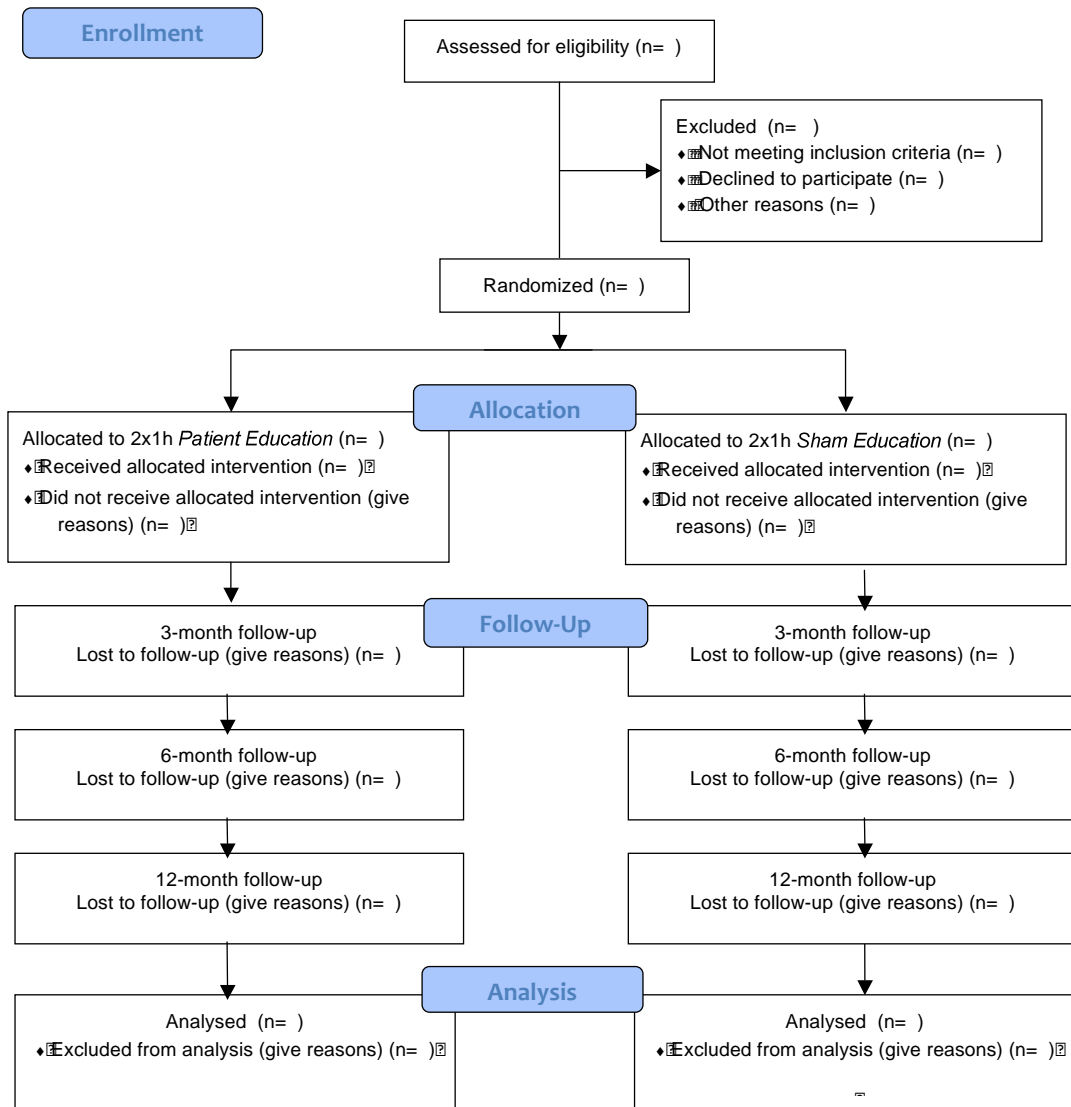 Enrollment
Assessed for eligibility (n=  )
Excluded  (n=  )
♦ Not meeting inclusion criteria (n=  )
♦ Declined to participate (n=  )
♦ Other reasons (n=  )
Randomized (n=  )
Allocation
Allocated to 2x1h Patient Education (n=  )
♦ Received allocated intervention (n=  )
♦ Did not receive allocated intervention (give
reasons) (n=  )
Allocated to 2x1h Sham Education (n=  )
♦ Received allocated intervention (n=  )
♦ Did not receive allocated intervention (give
reasons) (n=  )
Follow-Up
3-month follow-up
Lost to follow-up (give reasons) (n=  )
3-month follow-up
Lost to follow-up (give reasons) (n=  )
6-month follow-up
Lost to follow-up (give reasons) (n=  )
6-month follow-up
Lost to follow-up (give reasons) (n=  )
12-month follow-up
Lost to follow-up (give reasons) (n=  )
12-month follow-up
Lost to follow-up (give reasons) (n=  )
Analysis
Analysed  (n=  )
♦ Excluded from analysis (give reasons) (n=  )
Analysed  (n=  )
♦ Excluded from analysis (give reasons) (n=  )